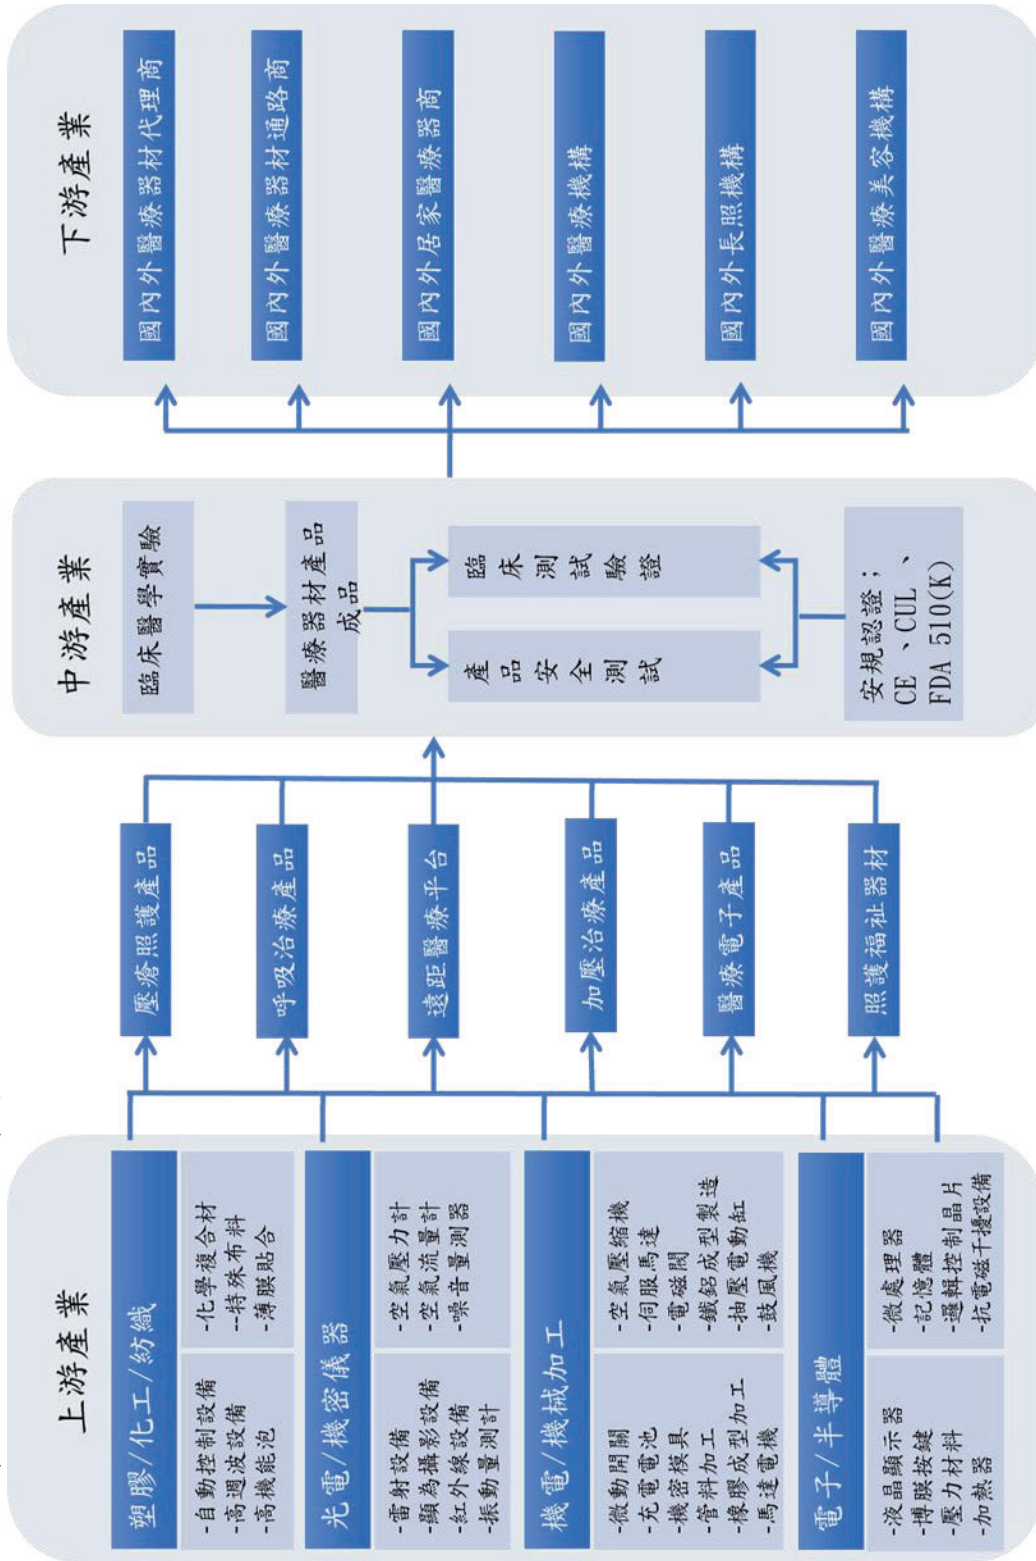 上游產業
塑膠/化工/紡織
-自動控制設備
-高週波設備
-高機能泡
-化學複合材
--特殊布料
-薄膜貼合
光電/機密儀器
-雷射設備
-顯為攝影設備
-紅外線設備
-振動量測計
-空氣壓力計
-空氣流量計
-噪音量測器
機電/機械加工
-微動開關
-充電電池
-機密模具
-管料加工
-橡膠成型加工
-馬達電機
-空氣壓縮機
-伺服馬達
-電磁閥
-鐵鋁成型製造
-抽壓電動缸
-鼓風機
電子/半導體
-液晶顯示器
-博膜按鍵
-壓力材料
-加熱器
-微處理器
-記憶體
-邏輯控制晶片
-抗電磁干擾設備
壓瘡照護產品
呼吸治療產品
遠距醫療平台
加壓治療產品
醫療電子產品
照護福祉器材
中游產業
臨床醫學實驗
醫療器材產品
成品
產品安全測試
臨床測試驗證
安規認證；
CE、CUL、
FDA 510(K)
下游產業
國內外醫療器材代理商
國內外醫療器材通路商
國內外居家醫療器商
國內外醫療機構
國內外長照機構
國內外醫療美容機構